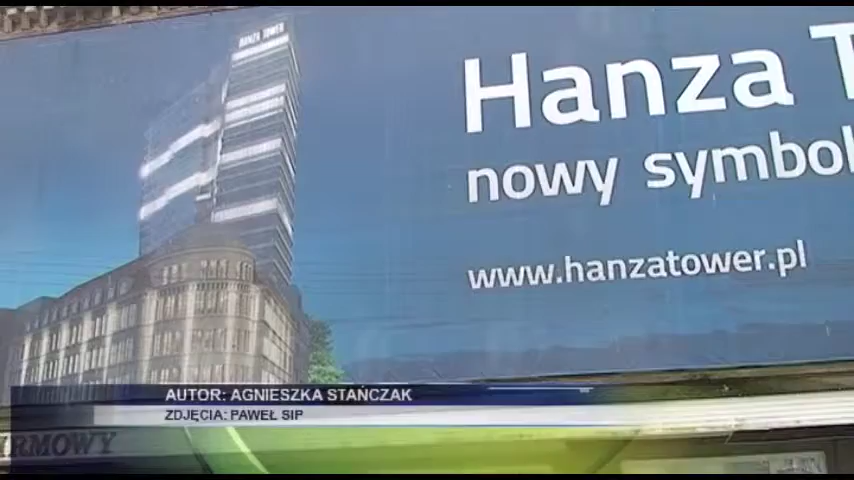 HANZA TOWER
Hanza T
nowy symbol
www.hanzatower.pl
AUTOR: AGNIESZKA STAŃCZAK
ZDJĘCIA: PAWEŁ SIP
RMOWY